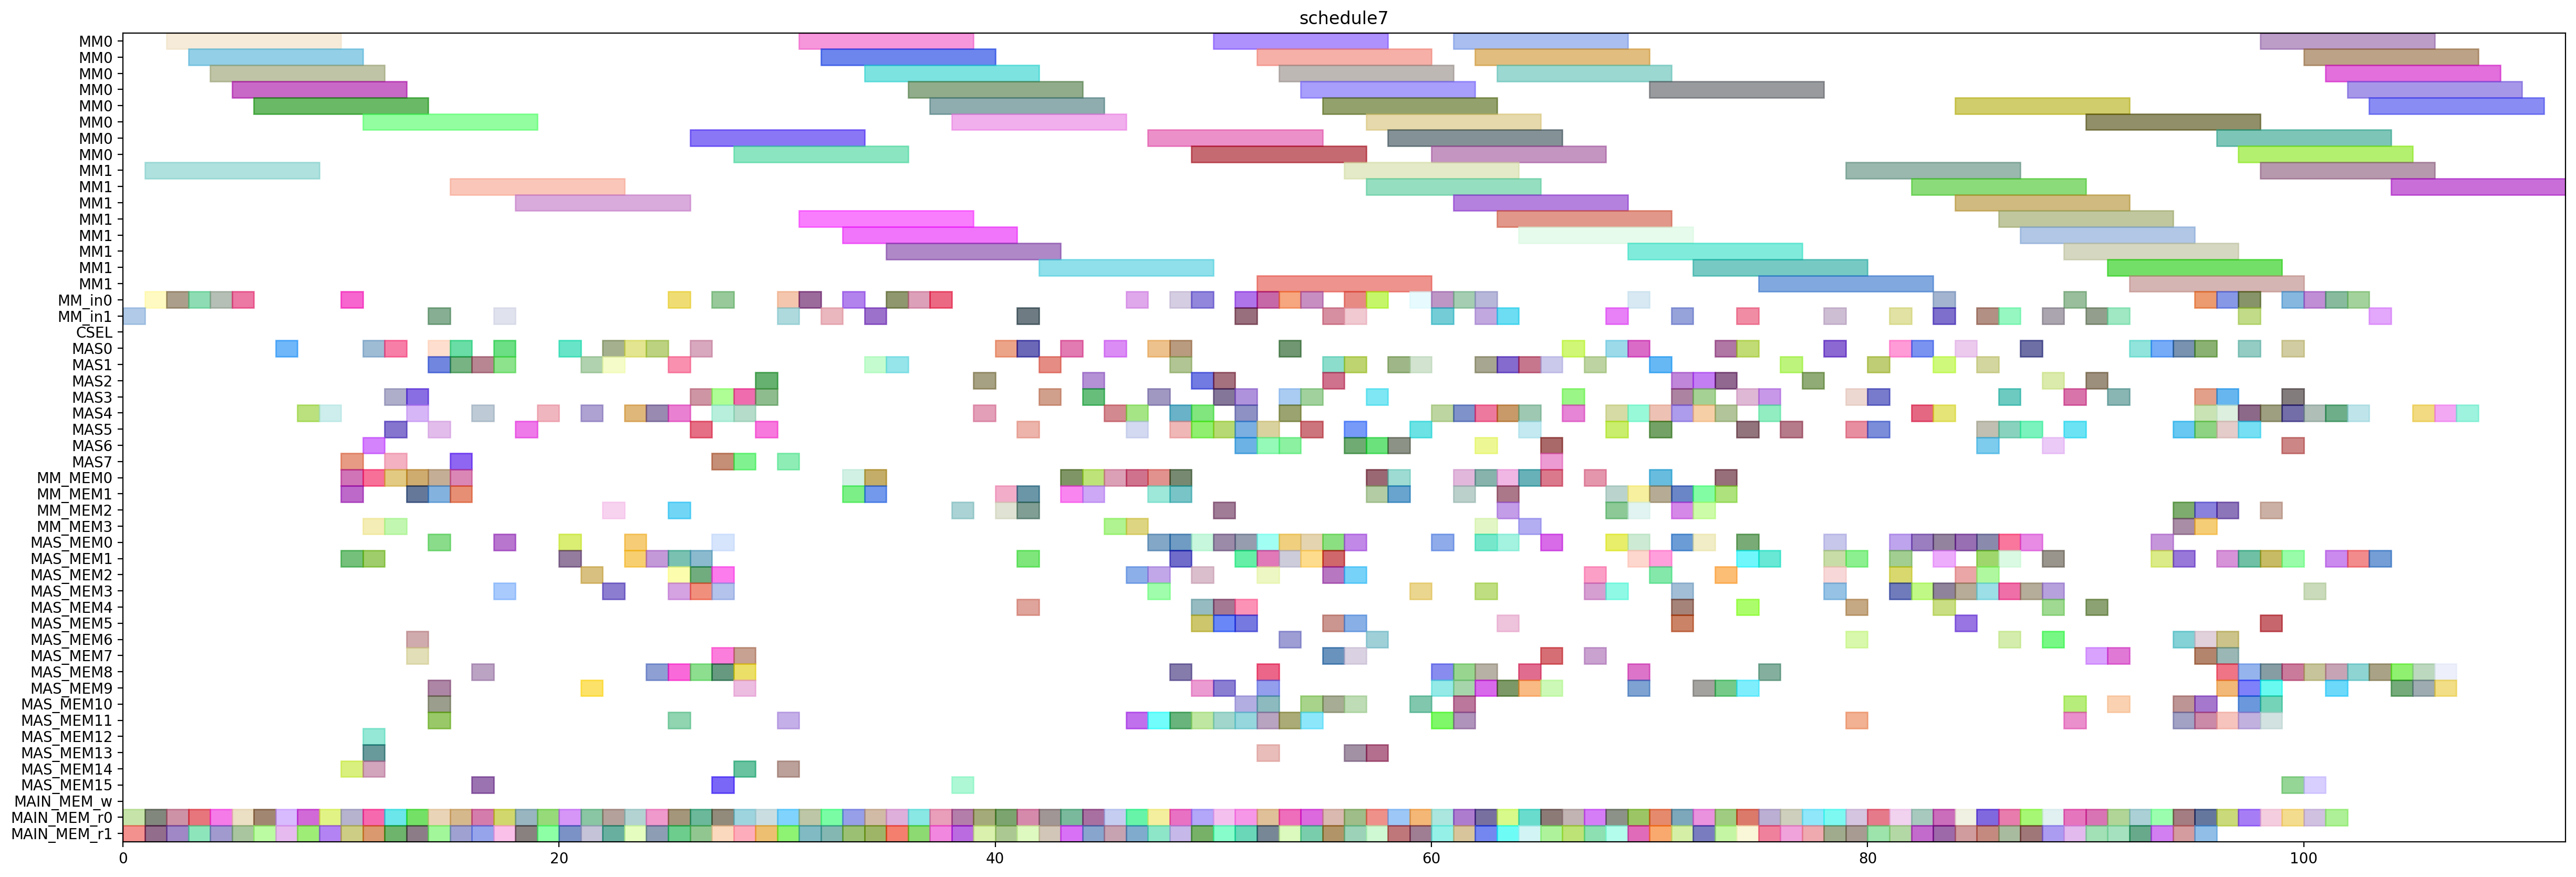 schedule7
MM0
MM0
MM0
MM0
MM0
MM0
MM0
MM0
MM1
MM1
MM1
MM1
MM1
MM1
MM1
MM1
MM_in0
MM_in1
CSEL
MAS0
MAS1
MAS2
MAS3
MAS4
MAS5
MAS6
MAS7
MM_MEM0
MM_MEM1
MM_MEM2
MM_MEM3
MAS_MEM0
MAS_MEM1
MAS_MEM2
MAS_MEM3
MAS_MEM4
MAS_MEM5
MAS_MEM6
MAS_MEM7
MAS_MEM8
MAS_MEM9
MAS_MEM10
MAS_MEM11
MAS_MEM12
MAS_MEM13
MAS_MEM14
MAS_MEM15
MAIN_MEM_w
MAIN_MEM_r0
MAIN_MEM_r1
0 20 40 60 80 100